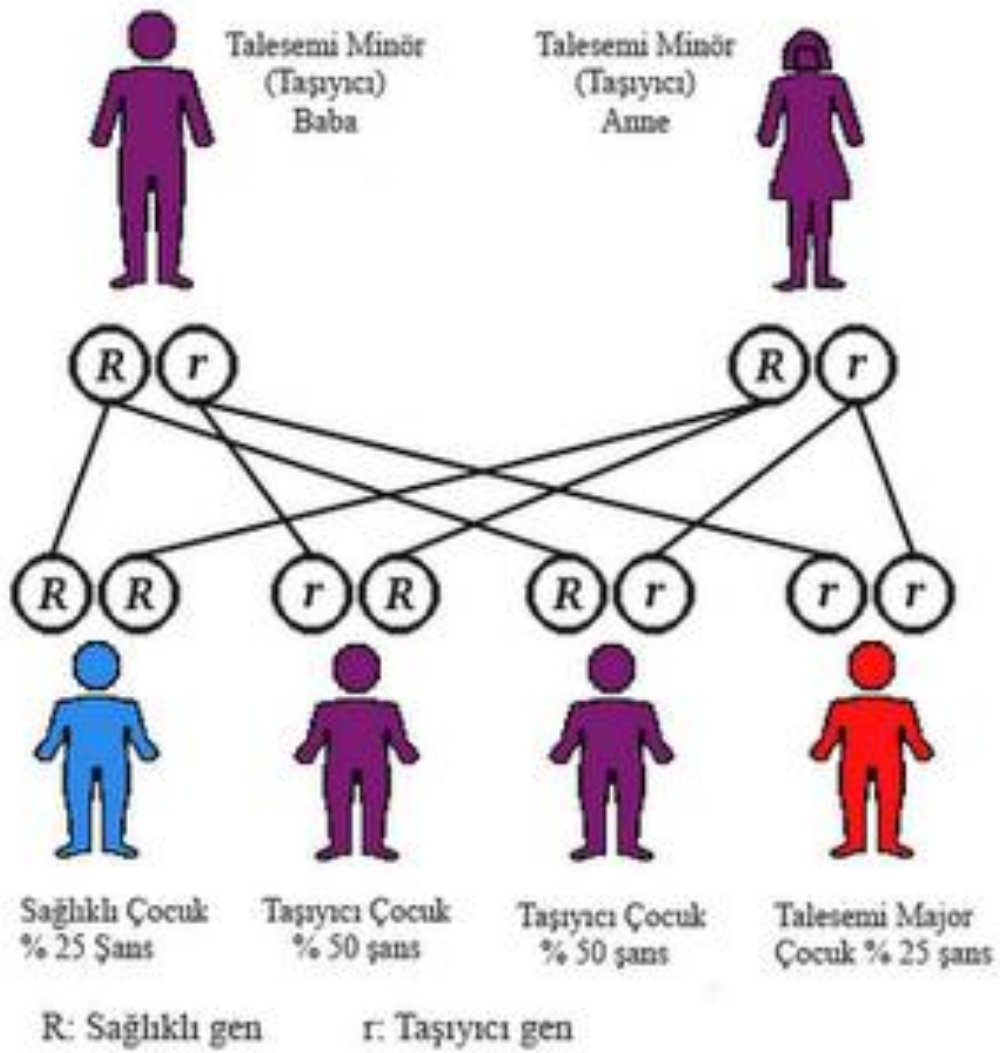 Talesemi Minör
(Taşıyıcı)
Baba
Talesemi Minör
(Taşıyıcı)
Anne
R r R r
R R r R R r r r
Sağlıklı Çocuk
% 25 Şans
Taşıyıcı Çocuk
% 50 şans
Taşıyıcı Çocuk
% 50 şans
Talesemi Major
Çocuk % 25 şans
R: Sağlıklı gen r: Taşıyıcı gen